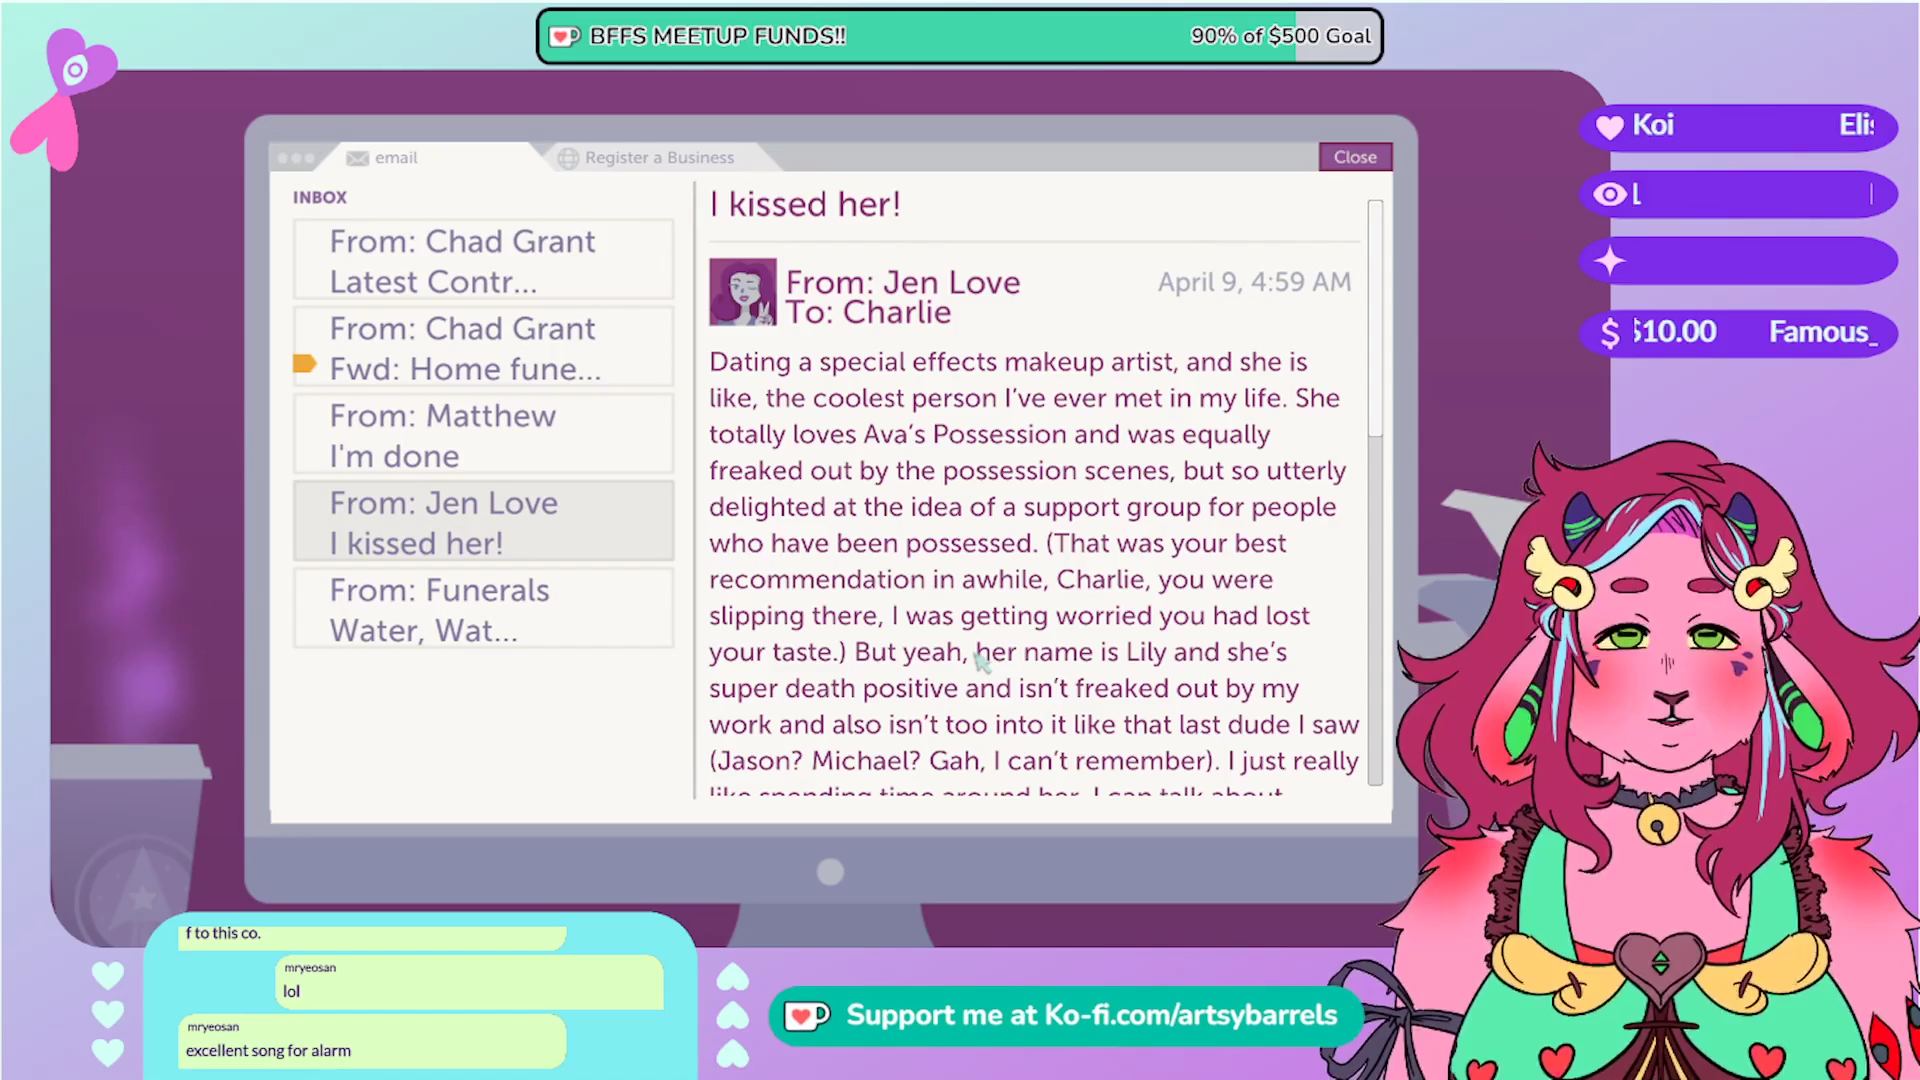 BFFS MEETUP FUNDS!!
90% of $500 Goal
Koi
email
Register a Business
Close
INBOX
From: Chad Grant
Latest Contr...
From: Chad Grant
Fwd: Home fune...
From: Matthew
I'm done
From: Jen Love
I kissed her!
From: Funerals
Water, Wat...
I kissed her!
From: Jen Love
April 9, 4:59 AM
To: Charlie
Dating a special effects makeup artist, and she is
like, the coolest person I've ever met in my life. She
totally loves Ava's Possession and was equally
freaked out by the possession scenes, but so utterly
delighted at the idea of a support group for people
who have been possessed. (That was your best
recommendation in awhile, Charlie, you were
slipping there, I was getting worried you had lost
your taste.) But yeah, her name is Lily and she's
super death positive and isn't freaked out by my
work and also isn't too into it like that last dude I saw
(Jason? Michael? Gah, I can't remember). I just really
like spending time around her. I can talk about
$10.00
Famous_
f to this co.
mryeosan
lol
mryeosan
excellent song for alarm
Support me at Ko-fi.com/artsybarrels